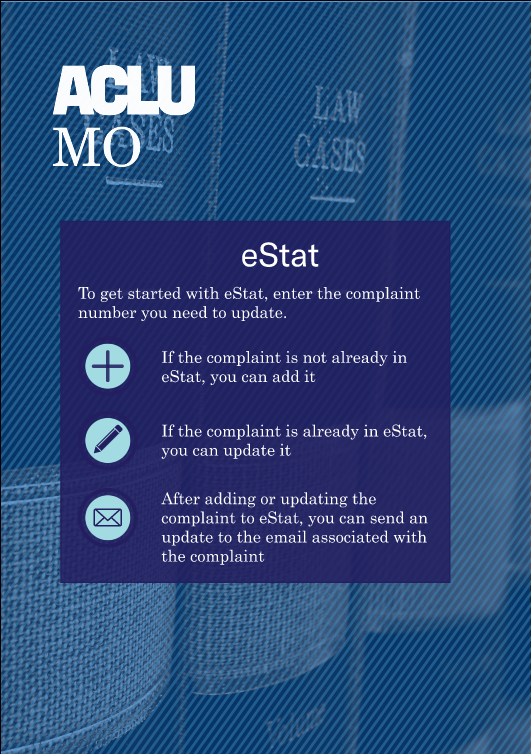 ACLU
MO
LAW
CASES
eStat
To get started with eStat, enter the complaint
number you need to update.
If the complaint is not already in
eStat, you can add it
If the complaint is already in eStat,
you can update it
After adding or updating the
complaint to eStat, you can send an
update to the email associated with
the complaint
Volume